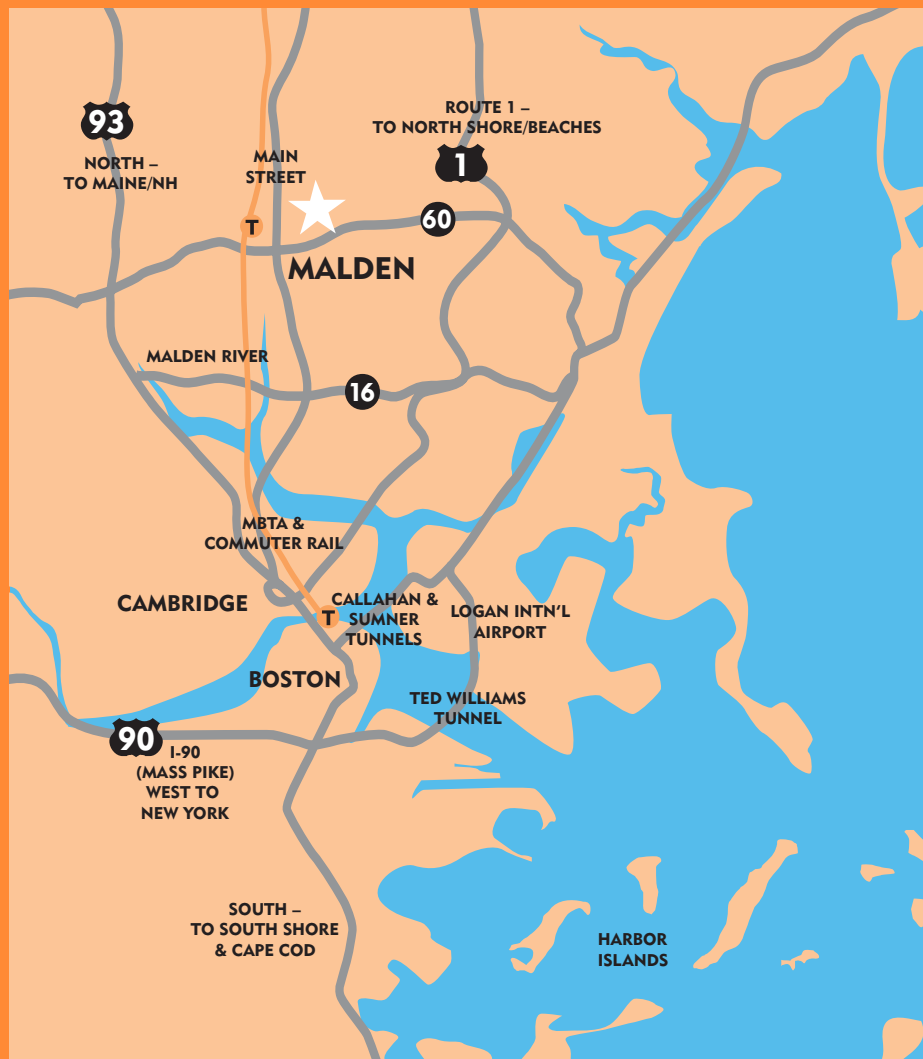 ROUTE 1 –
TO NORTH SHORE/BEACHES
93
NORTH –
TO MAINE/NH
MAIN
STREET
1
T
60
MALDEN
MALDEN RIVER
16
MBTA &
COMMUTER RAIL
CAMBRIDGE
T
CALLAHAN &
SUMNER
TUNNELS
LOGAN INTN'L
AIRPORT
BOSTON
TED WILLIAMS
TUNNEL
90
I-90
(MASS PIKE)
WEST TO
NEW YORK
SOUTH –
TO SOUTH SHORE
& CAPE COD
HARBOR
ISLANDS